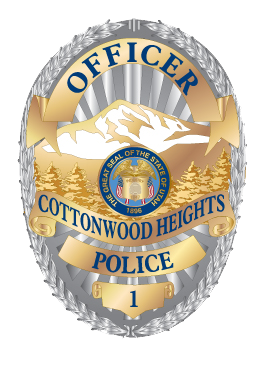 OFFICER
THE GREAT SEAL OF THE STATE OF UTAH
1896
COTTONWOOD HEIGHTS
POLICE
1